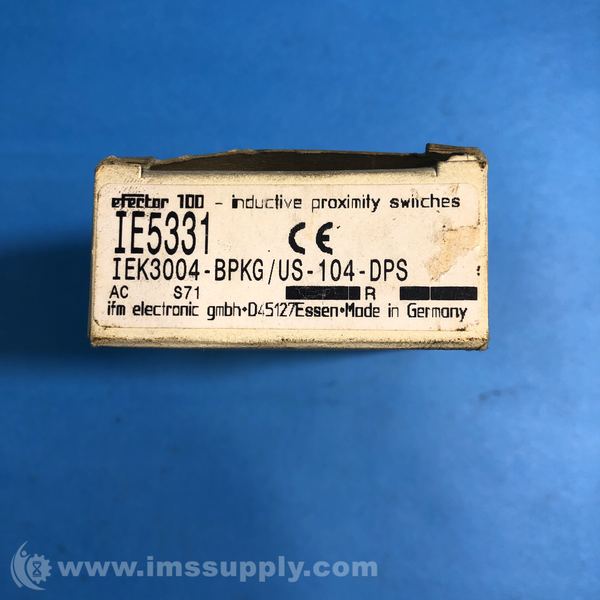 efector 100 - inductive proximity switches
IE5331 CE
IEK3004-BPKG/US-104-DPS
AC S71 R
ifm electronic gmbh•D45127Essen•Made in Germany
www.imssupply.com